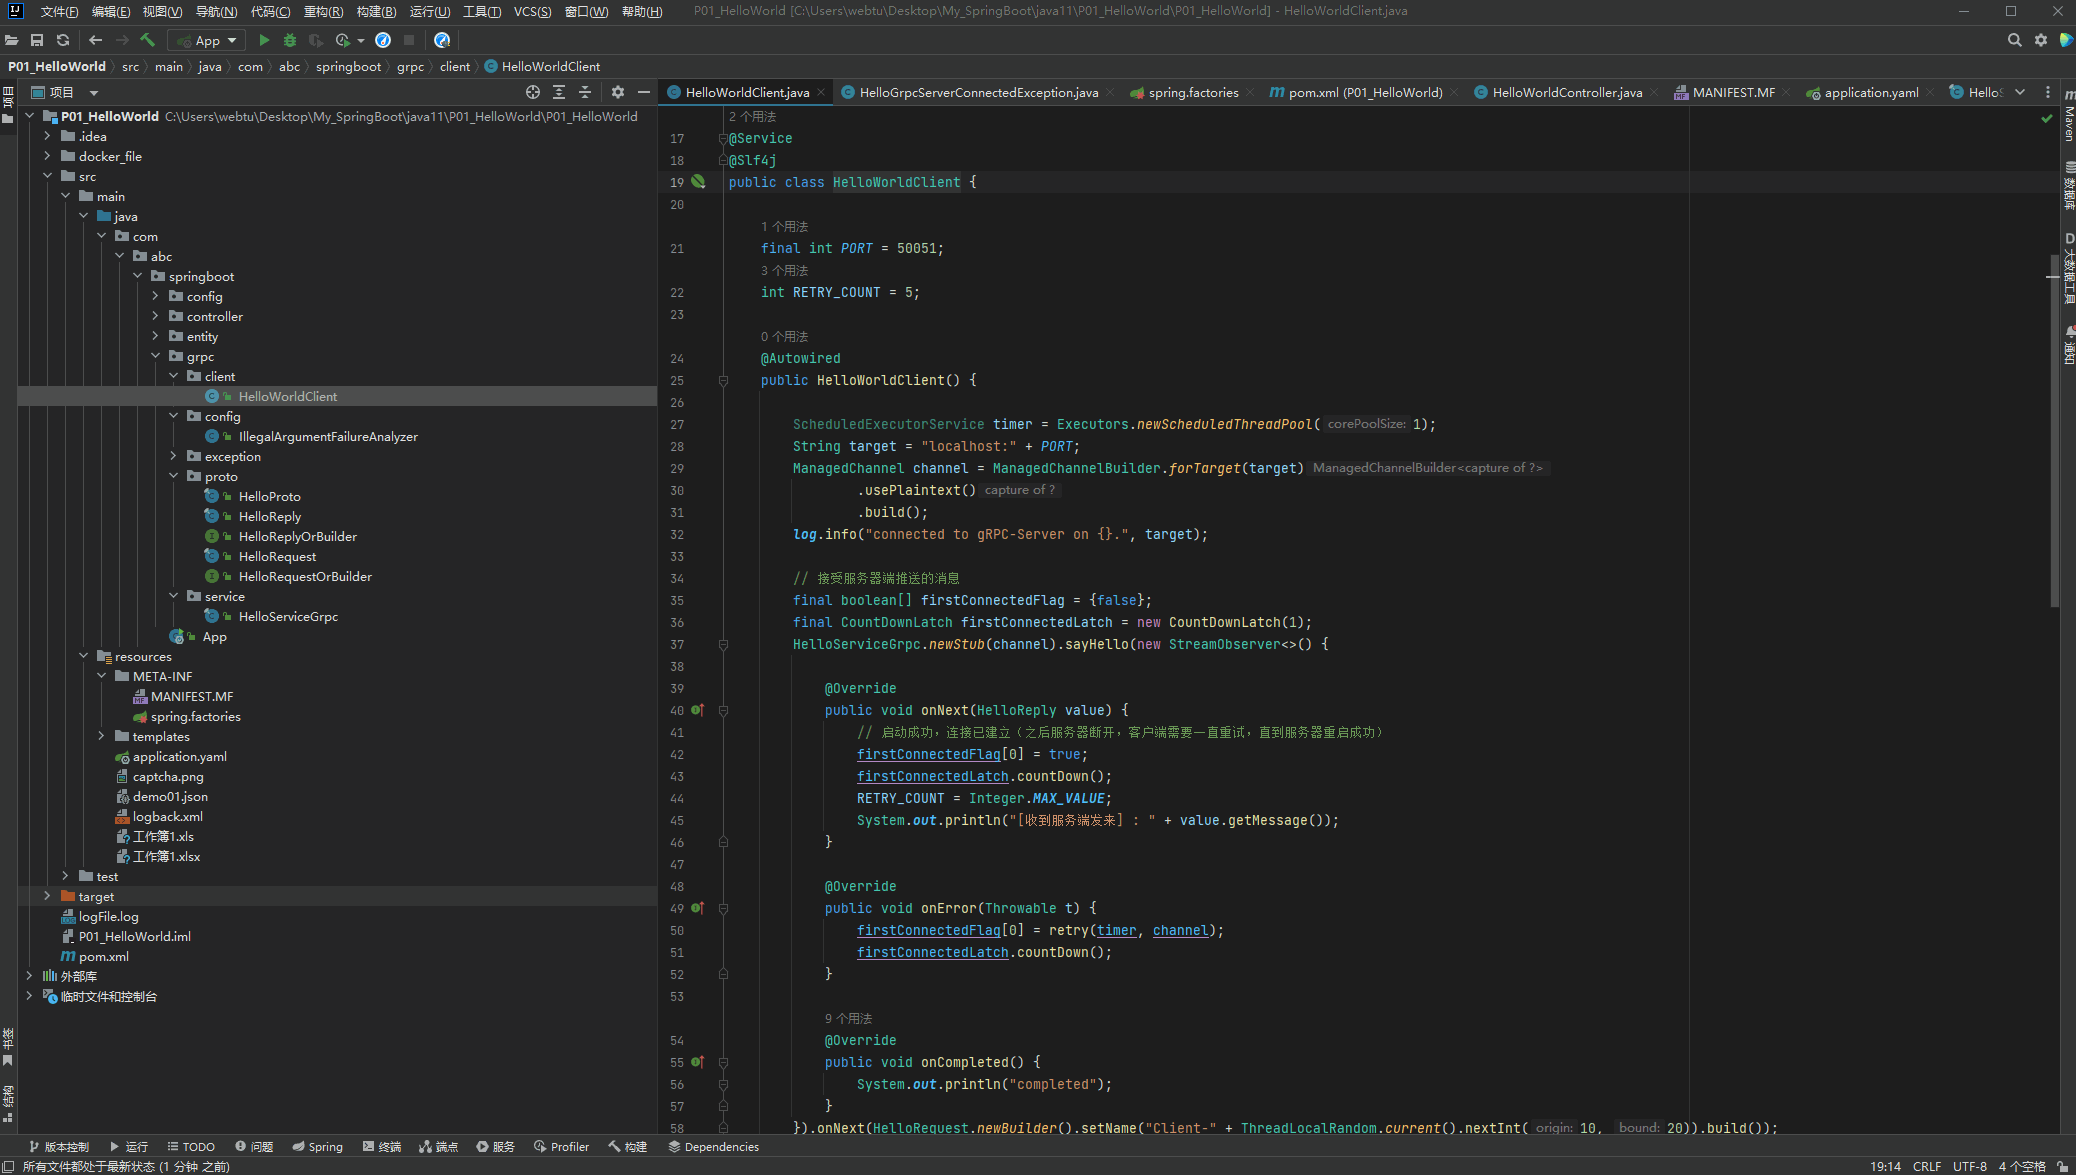 文件(F) 编辑(E) 视图(V) 导航(N) 代码(C) 重构(R) 构建(B) 运行(U) 工具(T) VCS(S) 窗口(W) 帮助(H) P01_HelloWorld [C:\Users\webtu\Desktop\My_SpringBoot\java11\P01_HelloWorld\P01_HelloWorld] - HelloWorldClient.java
App
P01_HelloWorld src main java com abc springboot grpc client HelloWorldClient
项目
HelloWorldClient.java HelloGrpcServerConnectedException.java spring.factories pom.xml (P01_HelloWorld) HelloWorldController.java MANIFEST.MF application.yaml
项目
P01_HelloWorld C:\Users\webtu\Desktop\My_SpringBoot\java11\P01_HelloWorld\P01_HelloWorld
.idea
docker_file
src
main
java
com
abc
springboot
config
controller
entity
grpc
client
HelloWorldClient
config
IllegalArgumentFailureAnalyzer
exception
proto
HelloProto
HelloReply
HelloReplyOrBuilder
HelloRequest
HelloRequestOrBuilder
service
HelloServiceGrpc
App
resources
META-INF
MANIFEST.MF
spring.factories
templates
application.yaml
captcha.png
demo01.json
logback.xml
工作簿1.xls
工作簿1.xlsx
test
target
logFile.log
P01_HelloWorld.iml
pom.xml
外部库
临时文件和控制台
书签
结构
2 个用法
17 @Service
18 @Slf4j
19 public class HelloWorldClient {
20
1 个用法
21 final int PORT = 50051;
3 个用法
22 int RETRY_COUNT = 5;
23
0 个用法
24 @Autowired
25 public HelloWorldClient() {
26
27 ScheduledExecutorService timer = Executors.newScheduledThreadPool( corePoolSize: 1);
28 String target = "localhost:" + PORT;
29 ManagedChannel channel = ManagedChannelBuilder.forTarget(target) ManagedChannelBuilder<capture of ?>
30 .usePlaintext() capture of ?
31 .build();
32 log.info("connected to gRPC-Server on {}.", target);
33
34 // 接受服务器端推送的消息
35 final boolean[] firstConnectedFlag = {false};
36 final CountDownLatch firstConnectedLatch = new CountDownLatch(1);
37 HelloServiceGrpc.newStub(channel).sayHello(new StreamObserver<>() {
38
39 @Override
40 public void onNext(HelloReply value) {
41 // 启动成功，连接已建立（之后服务器断开，客户端需要一直重试，直到服务器重启成功）
42 firstConnectedFlag[0] = true;
43 firstConnectedLatch.countDown();
44 RETRY_COUNT = Integer.MAX_VALUE;
45 System.out.println("[收到服务端发来] : " + value.getMessage());
46 }
47
48 @Override
49 public void onError(Throwable t) {
50 firstConnectedFlag[0] = retry(timer, channel);
51 firstConnectedLatch.countDown();
52 }
53
9 个用法
54 @Override
55 public void onCompleted() {
56 System.out.println("completed");
57 }
58 }).onNext(HelloRequest.newBuilder().setName("Client-" + ThreadLocalRandom.current().nextInt( origin: 10, bound: 20)).build());
Maven
数据库
D 大数据工具
通知
版本控制 运行 TODO 问题 Spring 终端 端点 服务 Profiler 构建 Dependencies
所有文件都处于最新状态 (1 分钟 之前) 19:14 CRLF UTF-8 4 个空格